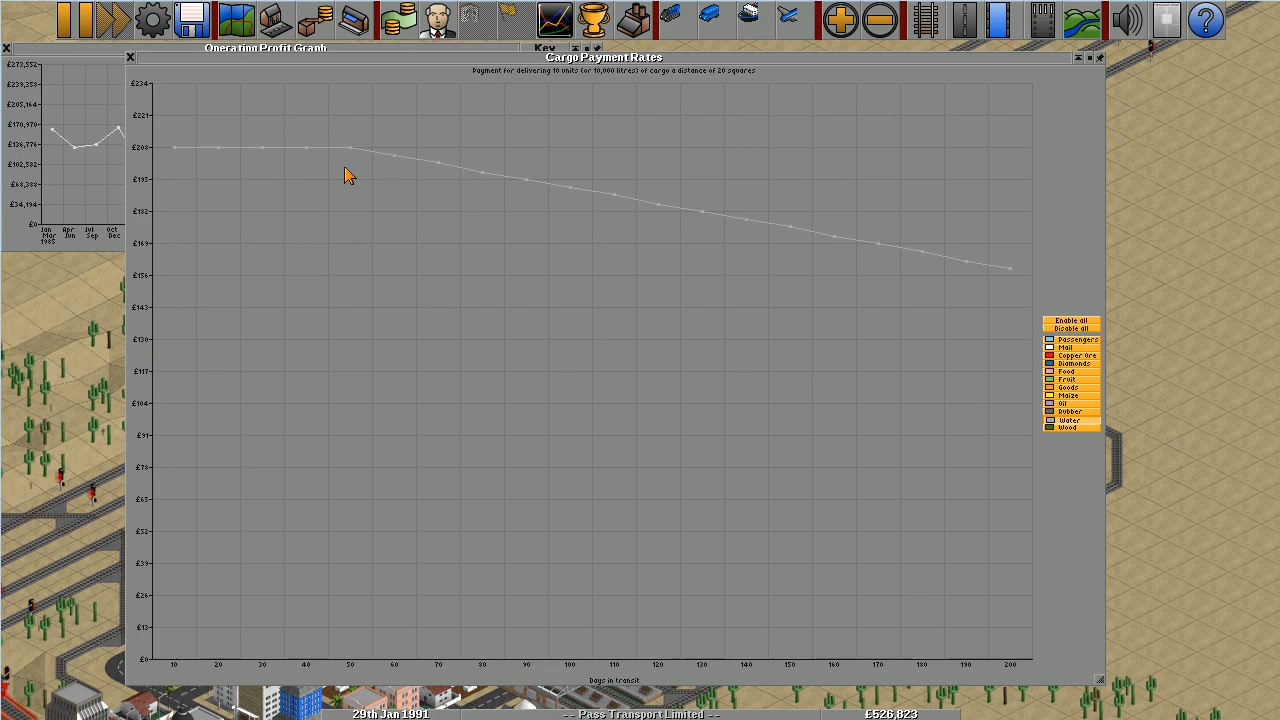 Operating Profit Graph
Key
Cargo Payment Rates
Payment for delivering 10 units (or 10,000 litres) of cargo a distance of 20 squares
£273,552
£239,358
£205,164
£170,970
£136,776
£102,582
£68,388
£34,194
£0
Jan Apr Jul Oct
Mar Jun Sep Dec
1985
£234
£221
£208
£195
£182
£169
£156
£143
£130
£117
£104
£91
£78
£65
£52
£39
£26
£13
£0
10 20 30 40 50 60 70 80 90 100 110 120 130 140 150 160 170 180 190 200
Days in transit
Enable all
Disable all
Passengers
Mail
Copper Ore
Diamonds
Food
Fruit
Goods
Maize
Oil
Rubber
Water
Wood
29th Jan 1991
-- Pass Transport Limited --
£526,823